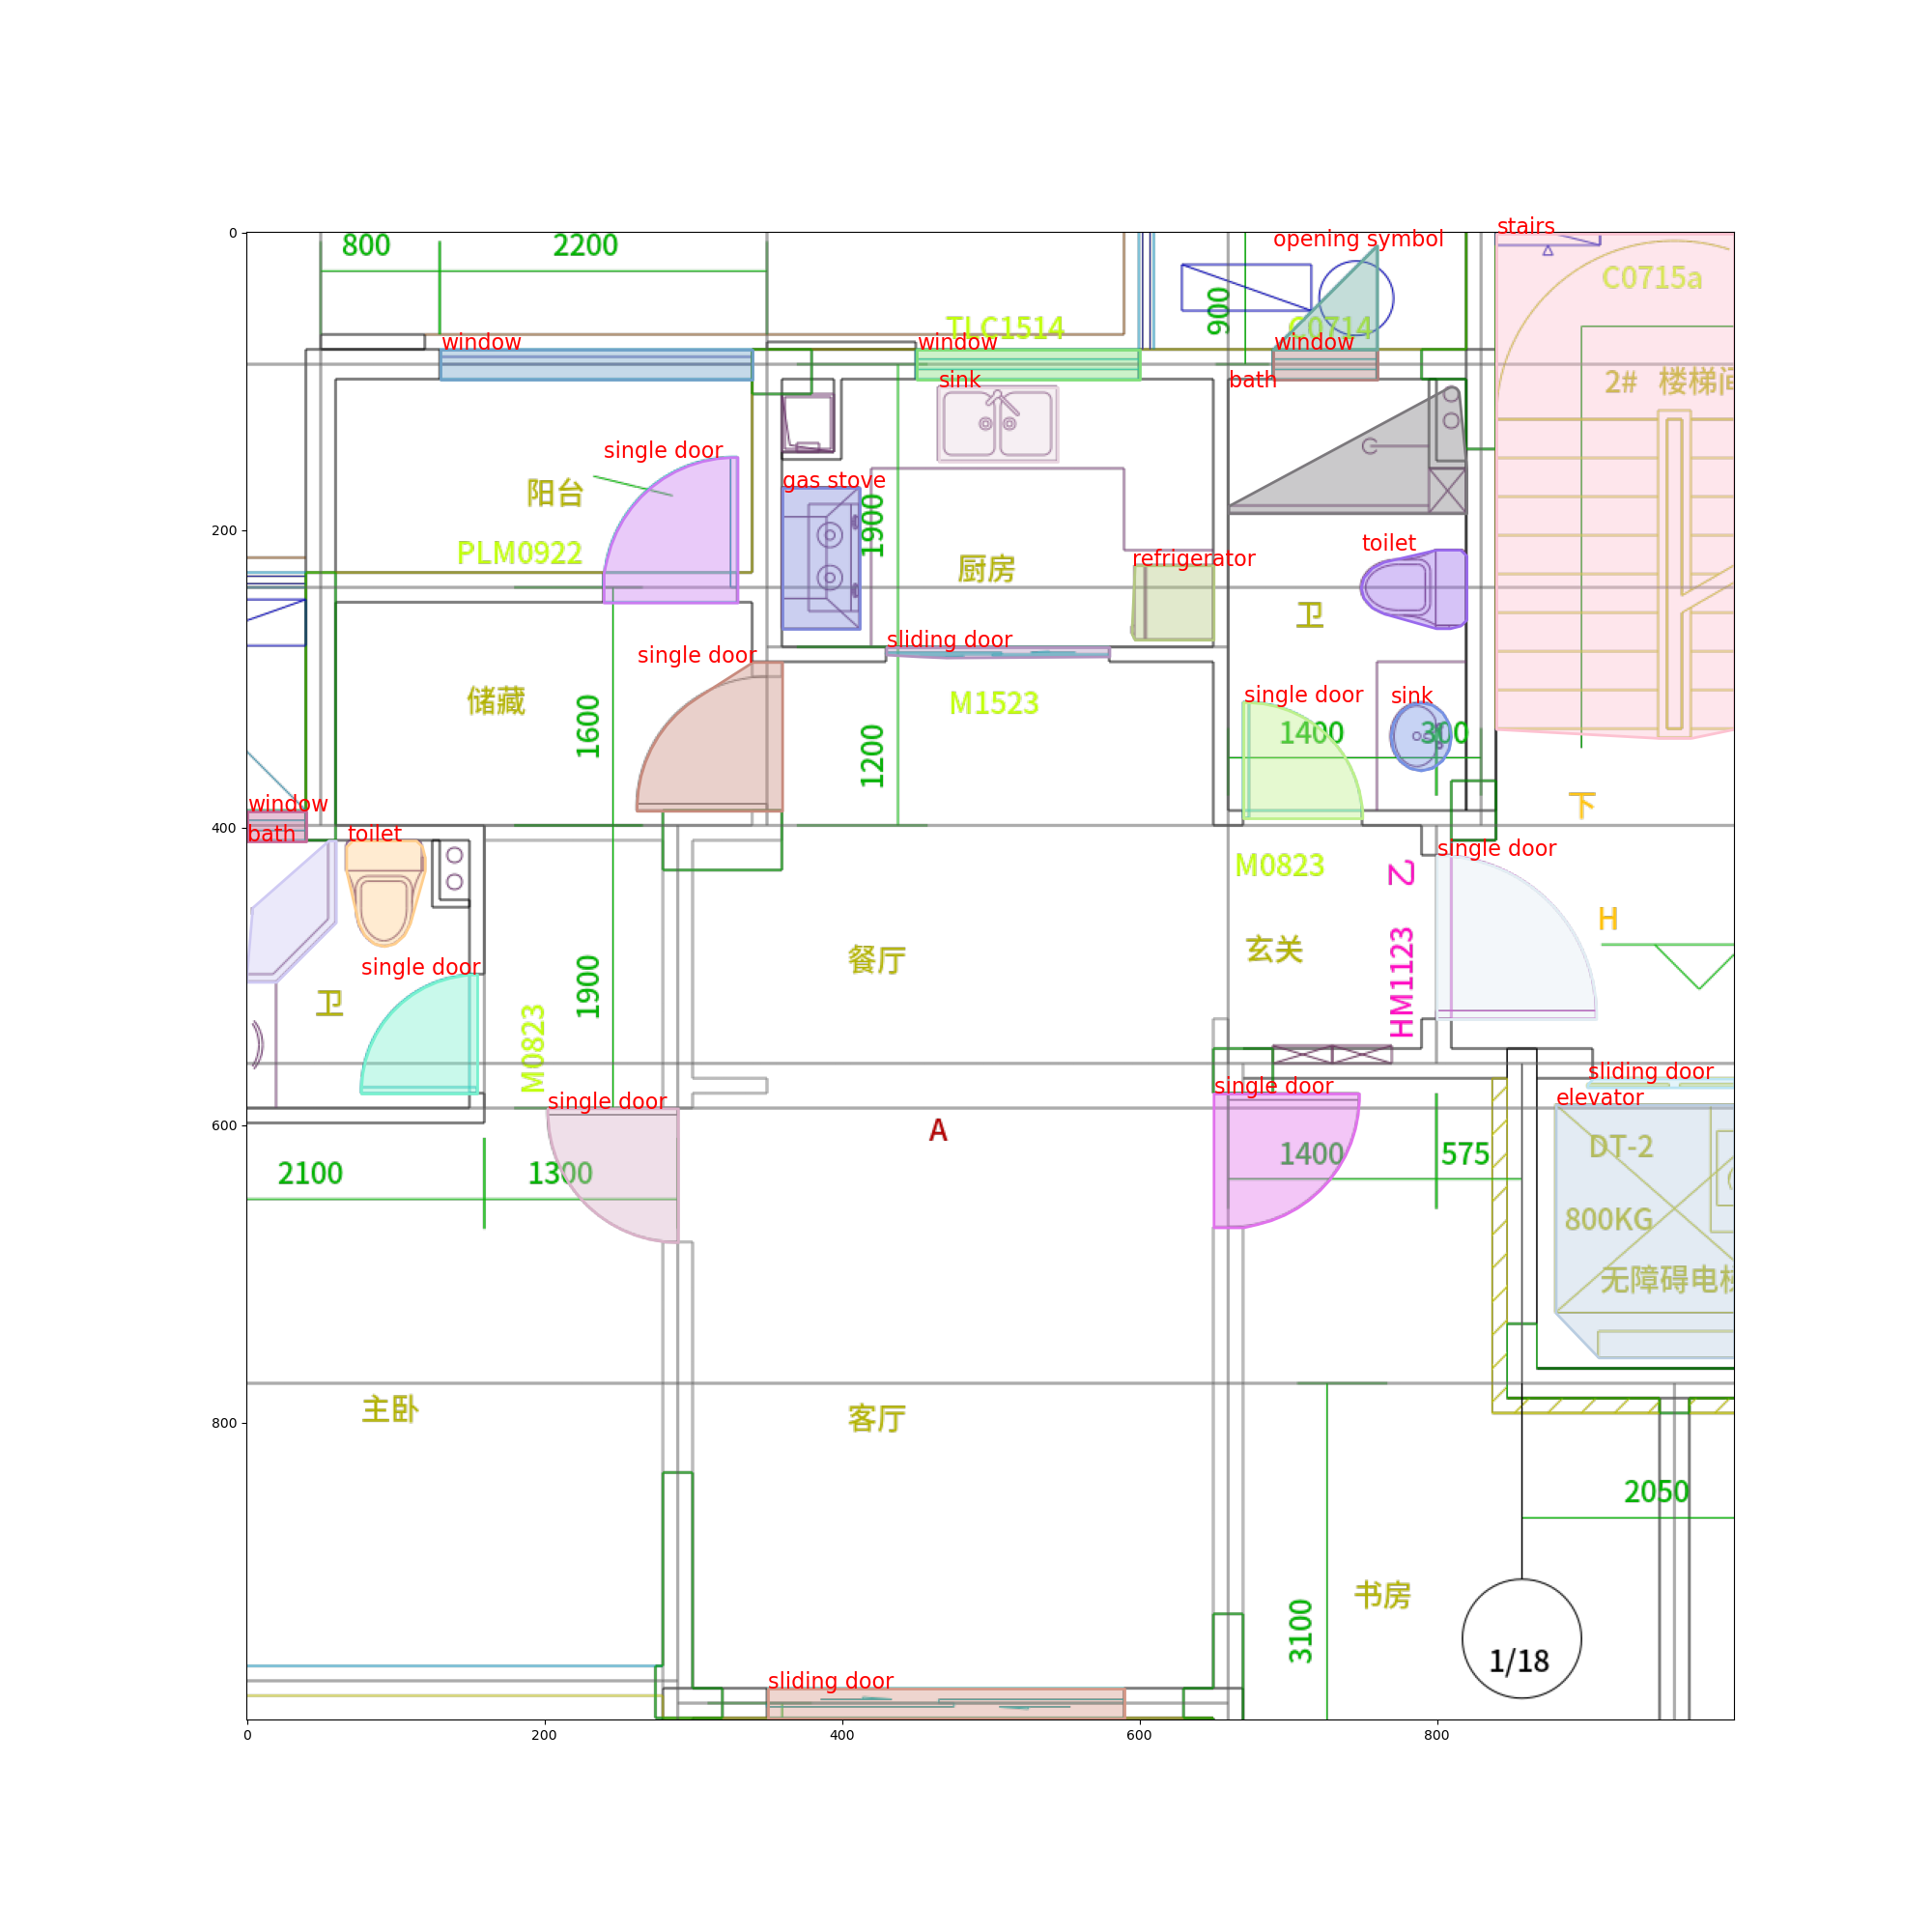 0
800
2200
stairs
opening symbol
C0715a
900
TLC1514
C0714
window
window
window
sink
bath
2# 楼梯间
single door
gas stove
阳台
1900
200
PLM0922
厨房
refrigerator
toilet
卫
sliding door
single door
储藏
M1523
single door
sink
1600
1200
1400
300
window
下
400
bath
toilet
single door
M0823
乙
H
餐厅
玄关
HM1123
single door
卫
1900
M0823
sliding door
single door
single door
elevator
600
A
DT-2
2100
1300
1400
575
800KG
无障碍电梯
800
主卧
客厅
2050
书房
3100
1/18
sliding door
0
200
400
600
800